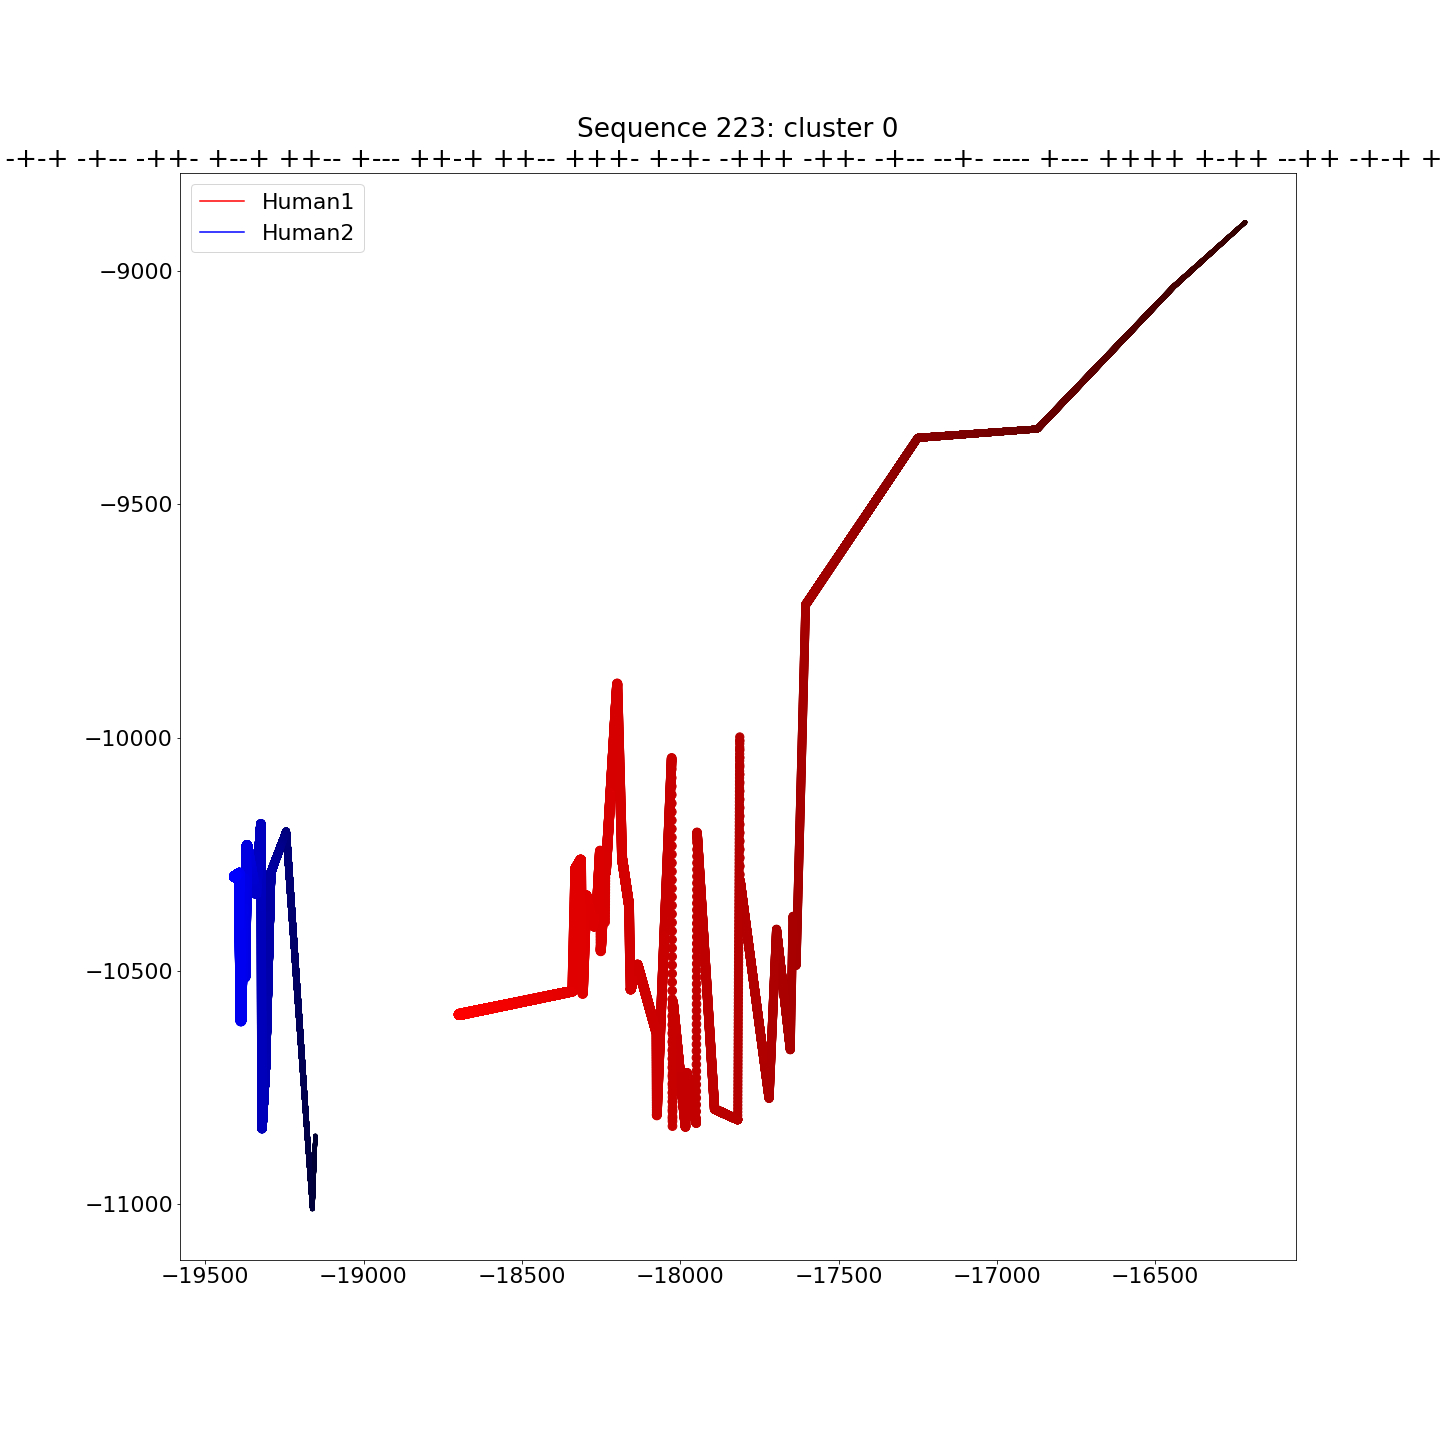 Sequence 223: cluster 0
-+-+ -+-- -++- +--+ ++-- +--- ++-+ ++-- +++- +-+- -+++ -++- -+-- --+- ---- +--- ++++ +-++ --++ -+-+ +
Human1
Human2
−9000
−9500
−10000
−10500
−11000
−19500 −19000 −18500 −18000 −17500 −17000 −16500